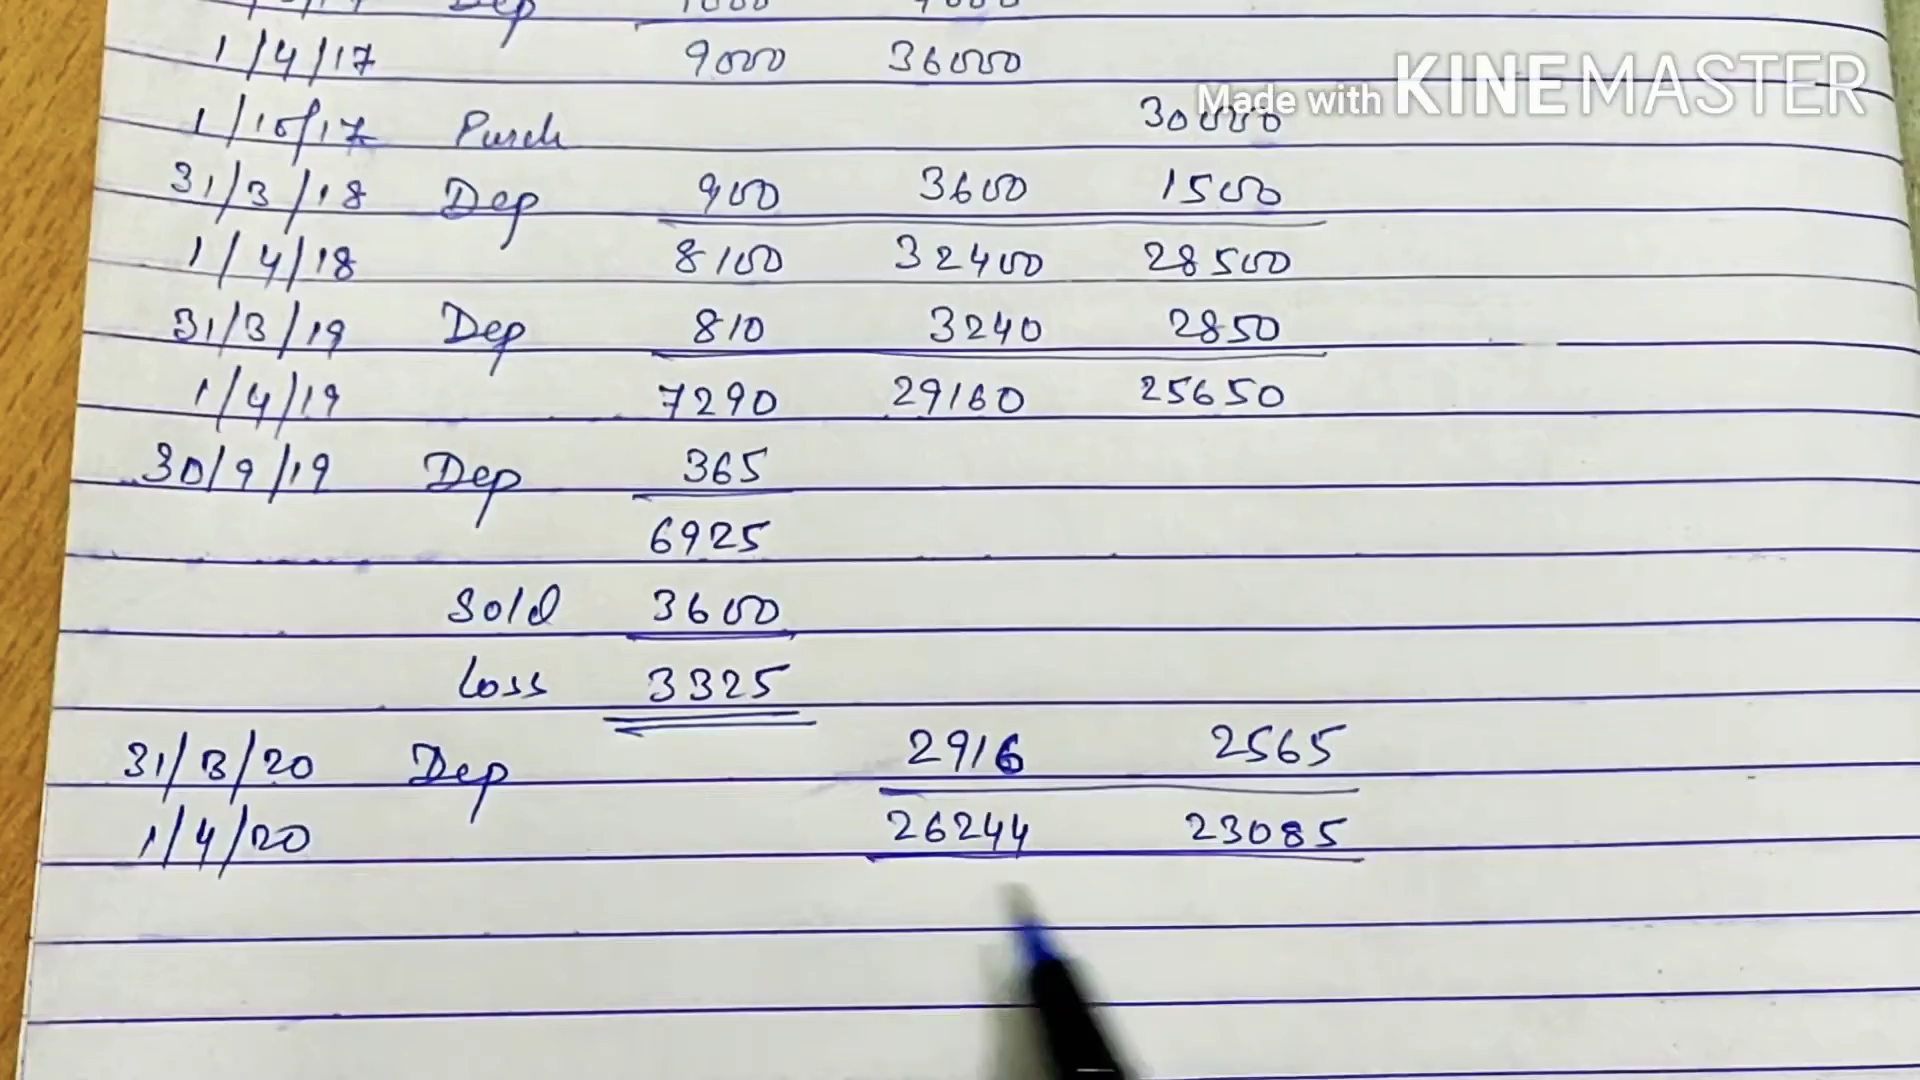 Dep 1000 4000
1/4/17 9000 36000
Made with KINEMASTER
1/10/17 Purch 30000
31/3/18 Dep 900 3600 1500
1/4/18 8100 32400 28500
31/3/19 Dep 810 3240 2850
1/4/19 7290 29160 25650
30/9/19 Dep 365
6925
Sold 3600
Loss 3325
31/3/20 Dep 2916 2565
1/4/20 26244 23085